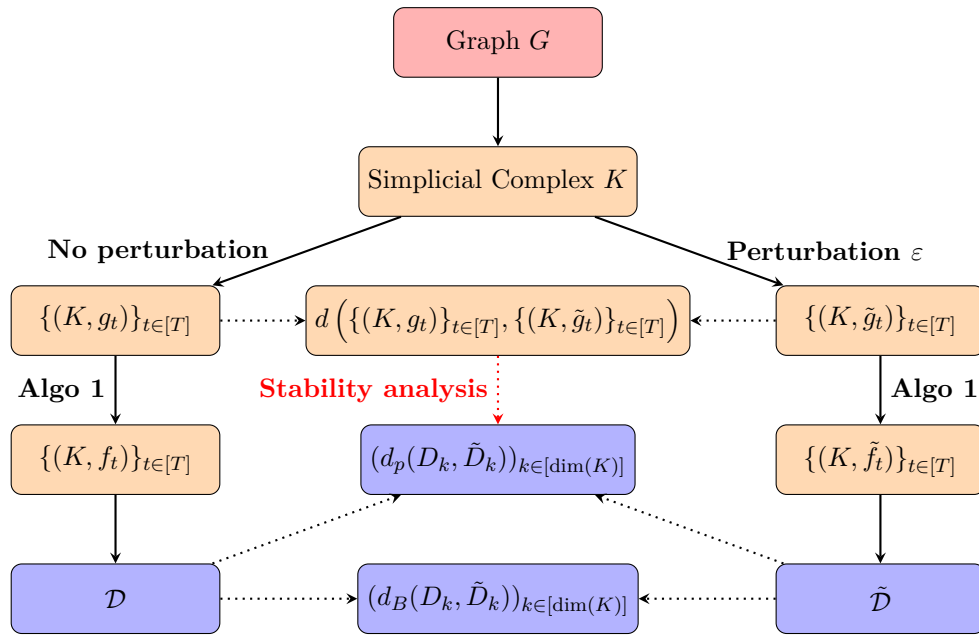 Graph G
Simplicial Complex K
No perturbation
Perturbation ε
{(K, g_t)}_{t∈[T]}
d({(K, g_t)}_{t∈[T]}, {(K, g̃_t)}_{t∈[T]})
{(K, g̃_t)}_{t∈[T]}
Algo 1
Stability analysis
Algo 1
{(K, f_t)}_{t∈[T]}
(d_p(D_k, D̃_k))_{k∈[dim(K)]}
{(K, f̃_t)}_{t∈[T]}
𝒟
(d_B(D_k, D̃_k))_{k∈[dim(K)]}
𝒟̃